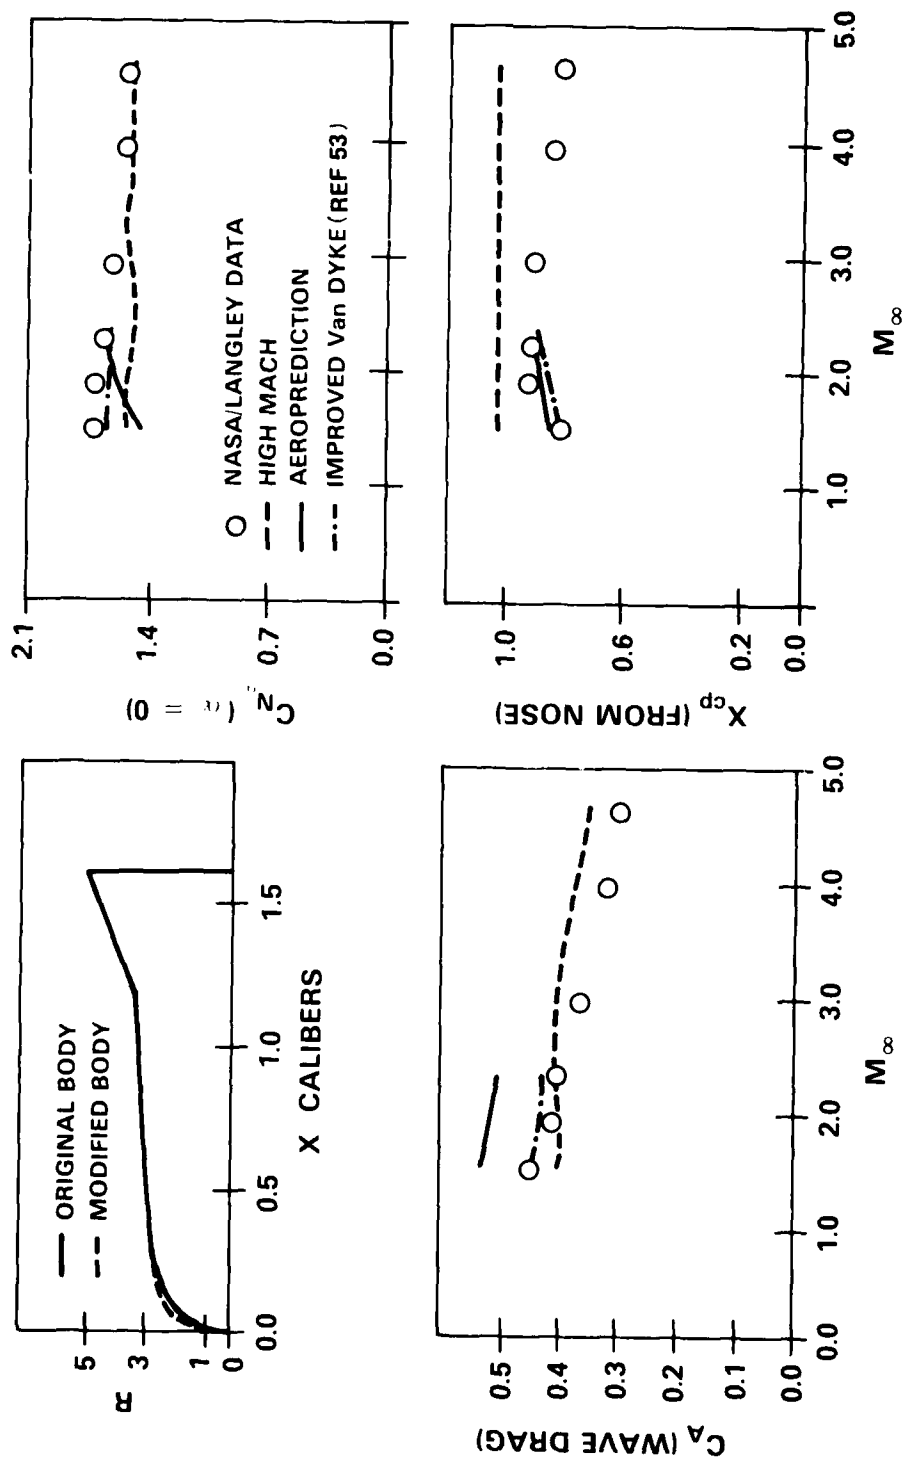 ORIGINAL BODY
MODIFIED BODY
R
5
3
1
0
0.0
0.5
1.0
1.5
X CALIBERS
2.1
1.4
0.7
0.0
C_Nα (α = 0)
NASA/LANGLEY DATA
HIGH MACH
AEROPREDICTION
IMPROVED Van DYKE (REF 53)
C_A (WAVE DRAG)
0.5
0.4
0.3
0.2
0.1
0.0
0.0
1.0
2.0
3.0
4.0
5.0
M∞
X_cp (FROM NOSE)
1.0
0.6
0.2
0.0
1.0
2.0
3.0
4.0
5.0
M∞